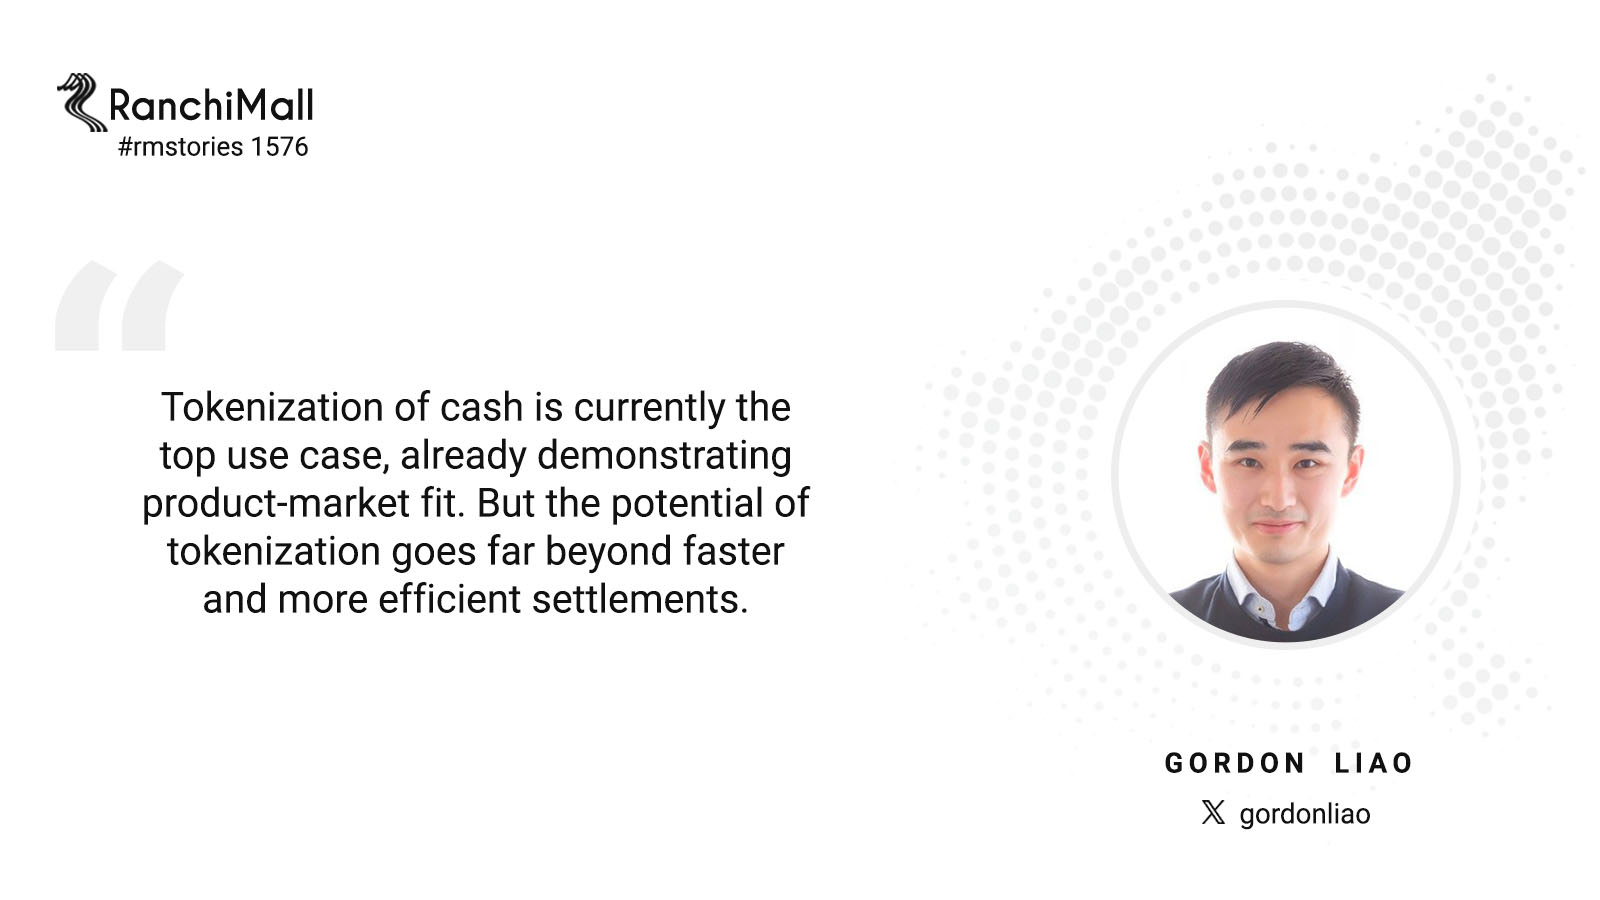 RanchiMall
#rmstories 1576
“
Tokenization of cash is currently the
top use case, already demonstrating
product-market fit. But the potential of
tokenization goes far beyond faster
and more efficient settlements.
GORDON LIAO
𝕏 gordonliao